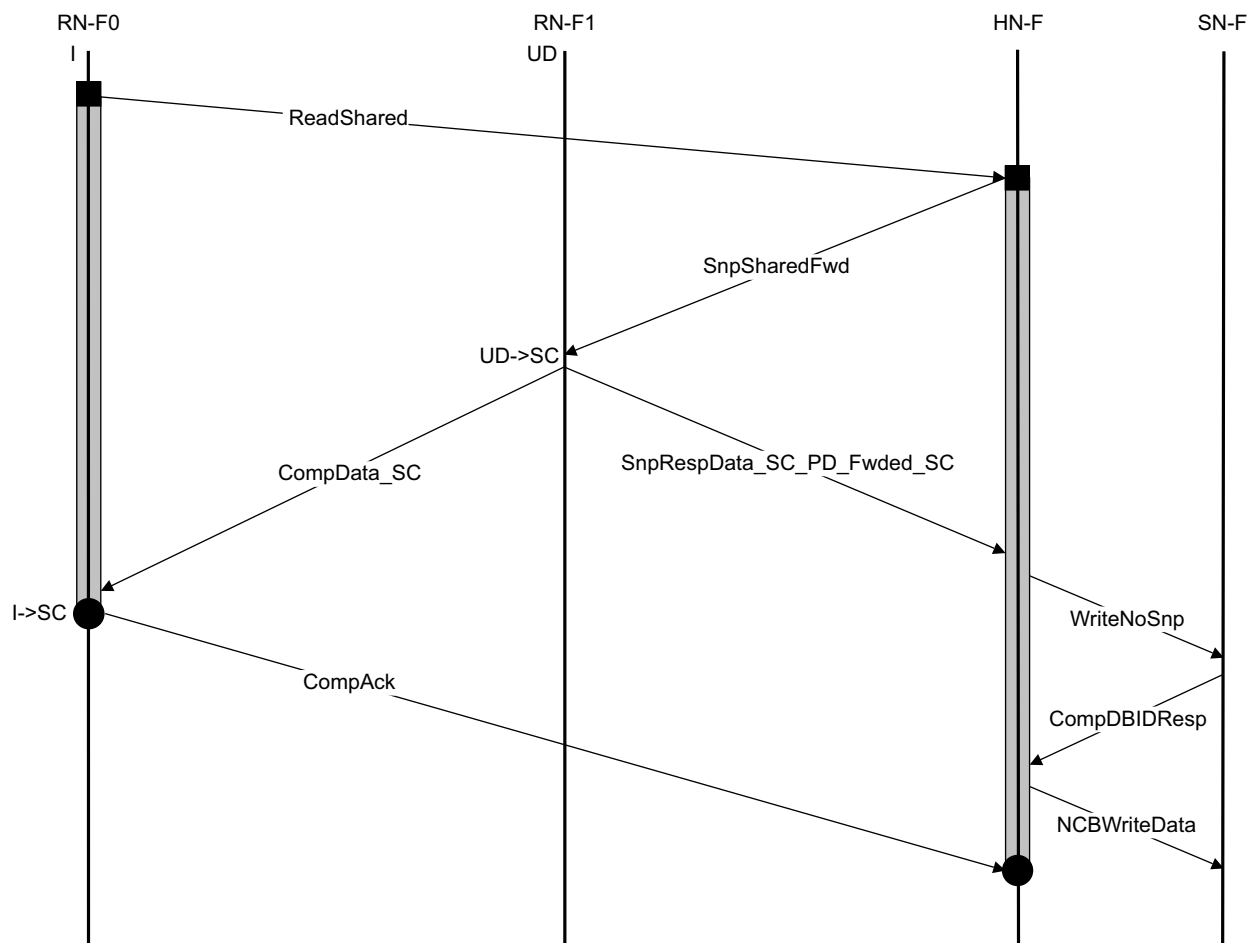 RN-F0 RN-F1 HN-F SN-F
I UD
ReadShared
SnpSharedFwd
UD->SC
SnpRespData_SC_PD_Fwded_SC
CompData_SC
I->SC
WriteNoSnp
CompAck
CompDBIDResp
NCBWriteData